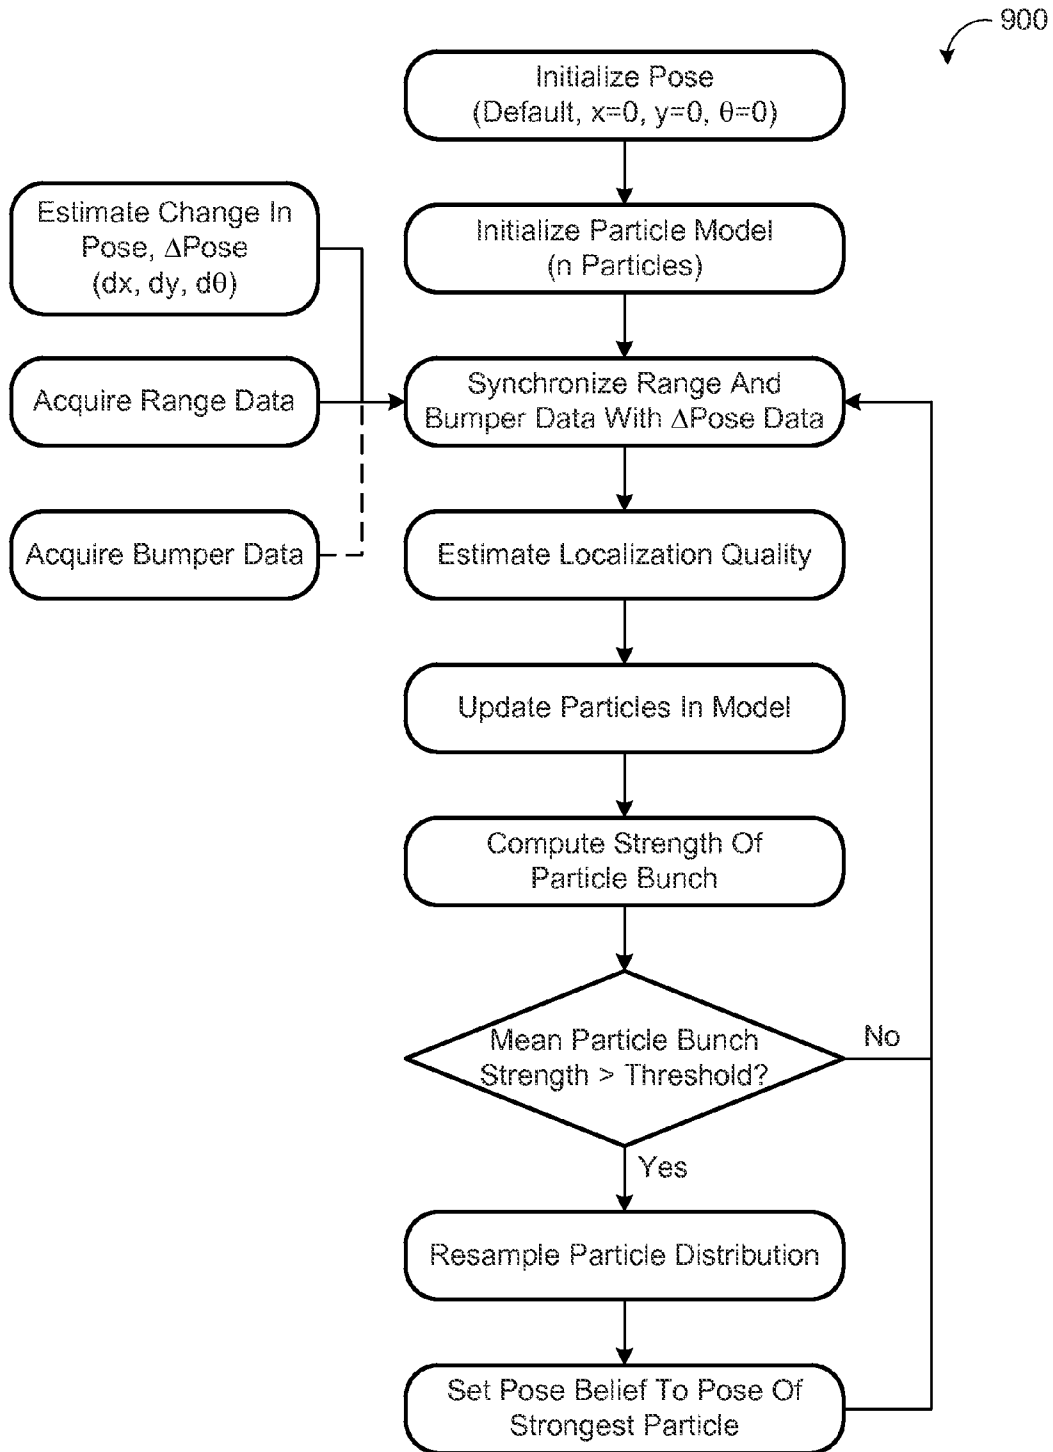 900
Initialize Pose
(Default, x=0, y=0, θ=0)
Estimate Change In
Pose, ΔPose
(dx, dy, dθ)
Initialize Particle Model
(n Particles)
Acquire Range Data
Synchronize Range And
Bumper Data With ΔPose Data
Acquire Bumper Data
Estimate Localization Quality
Update Particles In Model
Compute Strength Of
Particle Bunch
Mean Particle Bunch
Strength > Threshold?
No
Yes
Resample Particle Distribution
Set Pose Belief To Pose Of
Strongest Particle